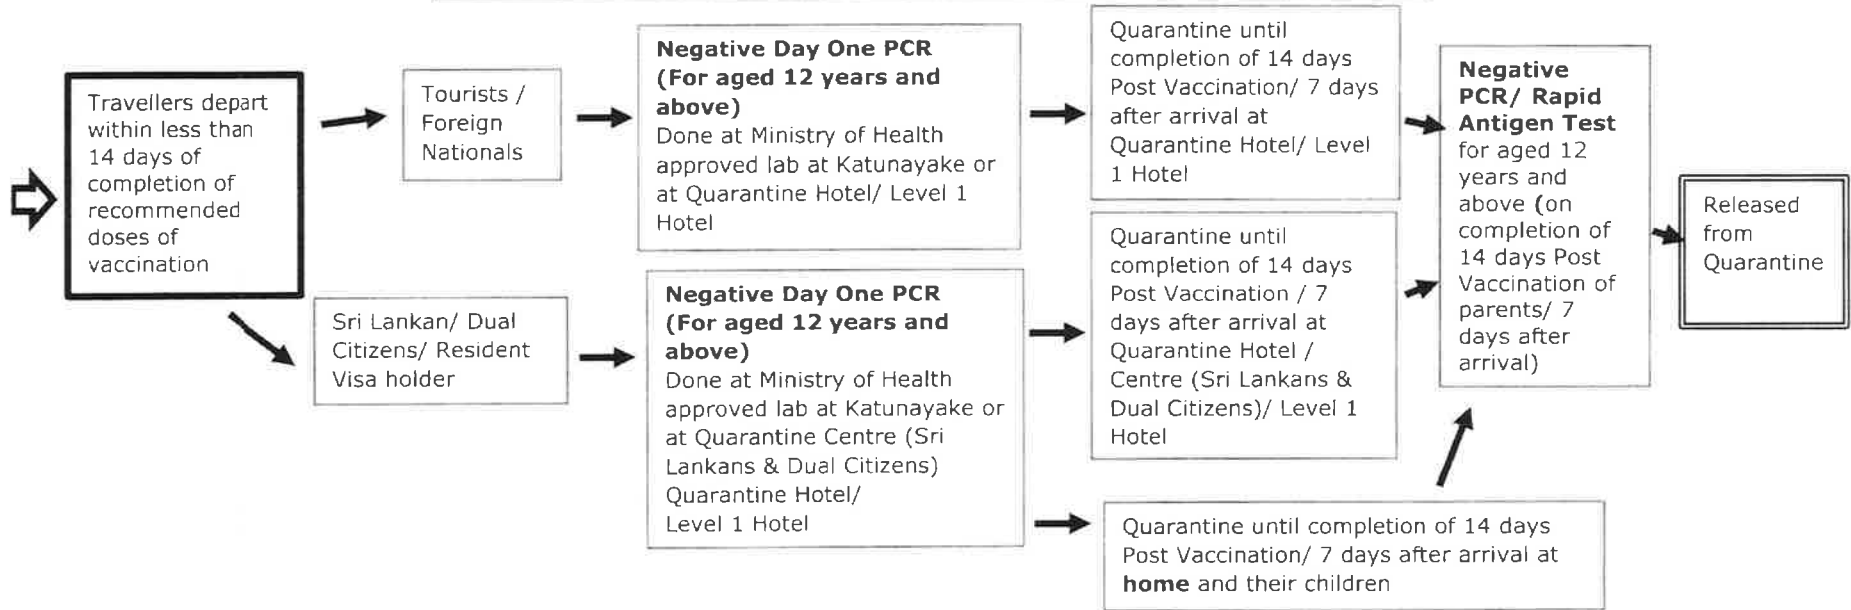 Travellers depart
within less than
14 days of
completion of
recommended
doses of
vaccination
Tourists /
Foreign
Nationals
Negative Day One PCR
(For aged 12 years and
above)
Done at Ministry of Health
approved lab at Katunayake or
at Quarantine Hotel/ Level 1
Hotel
Quarantine until
completion of 14 days
Post Vaccination/ 7 days
after arrival at
Quarantine Hotel/ Level
1 Hotel
Sri Lankan/ Dual
Citizens/ Resident
Visa holder
Negative Day One PCR
(For aged 12 years and
above)
Done at Ministry of Health
approved lab at Katunayake or
at Quarantine Centre (Sri
Lankans & Dual Citizens)
Quarantine Hotel/
Level 1 Hotel
Quarantine until
completion of 14 days
Post Vaccination / 7
days after arrival at
Quarantine Hotel /
Centre (Sri Lankans &
Dual Citizens)/ Level 1
Hotel
Quarantine until completion of 14 days
Post Vaccination/ 7 days after arrival at
home and their children
Negative
PCR/ Rapid
Antigen Test
for aged 12
years and
above (on
completion of
14 days Post
Vaccination of
parents/ 7
days after
arrival)
Released
from
Quarantine